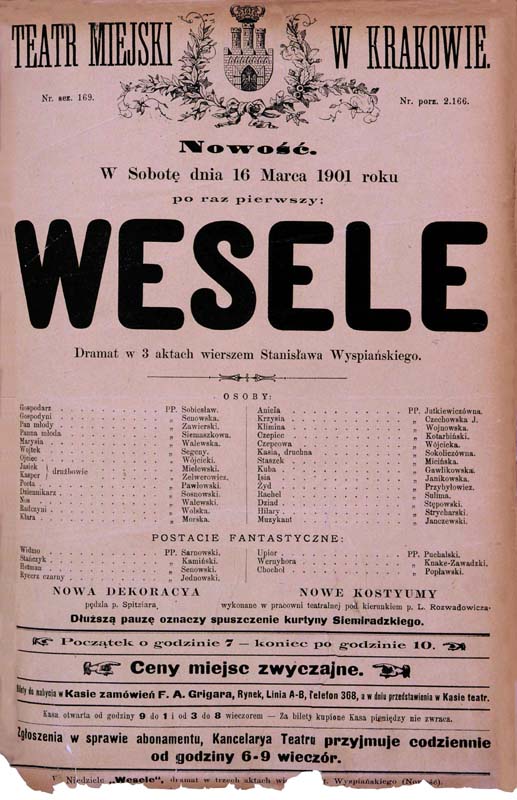 TEATR MIEJSKI W KRAKOWIE.
Nr. sez. 169. Nr. porz. 2.166.
Nowość.
W Sobotę dnia 16 Marca 1901 roku
po raz pierwszy:
WESELE
Dramat w 3 aktach wierszem Stanisława Wyspiańskiego.
OSOBY:
Gospodarz PP. Sobiesław.
Gospodyni „ Senowska.
Pan młody „ Zawierski.
Panna młoda „ Siemaszkowa.
Marysia „ Walewska.
Wojtek „ Segeny.
Ojciec „ Wójcicki.
Jasiek } drużbowie „ Mielewski.
Kasper „ Zelwerowicz.
Poeta „ Pawłowski.
Dziennikarz „ Sosnowski.
Nos „ Walewski.
Radczyni „ Wolska.
Klara „ Morska.
Aniela PP. Jutkiewiczówna.
Krzysia „ Czechowska J.
Klimina „ Wojnowska.
Czepiec „ Kotarbiński.
Czepcowa „ Wójcicka.
Kasia, druchna „ Sokoliczówna.
Staszek „ Micińska.
Kuba „ Gawlikowska.
Isia „ Janikowska.
Żyd „ Przybyłowicz.
Rachel „ Sulima.
Dziad „ Stępowski.
Hilary „ Strycharski.
Muzykant „ Janczewski.
POSTACIE FANTASTYCZNE:
Widmo PP. Sarnowski.
Stańczyk „ Kamiński.
Hetman „ Senowski.
Rycerz czarny „ Jednowski.
Upior PP. Puchalski.
Wernyhora „ Knake-Zawadzki.
Chochoł „ Popławski.
NOWA DEKORACYA
pędzla p. Spitziara,
NOWE KOSTYUMY
wykonane w pracowni teatralnej pod kierunkiem p. L. Rozwadowicza.
Dłuższą pauzę oznaczy spuszczenie kurtyny Siemiradzkiego.
Początek o godzinie 7 – koniec po godzinie 10.
Ceny miejsc zwyczajne.
Bilety do nabycia w Kasie zamówień F. A. Grigara, Rynek, Linia A-B, Telefon 368, a w dniu przedstawienia w Kasie teatr.
Kasa otwarta od godziny 9 do 1 i od 3 do 8 wieczorem — Za bilety kupione Kasa pieniędzy nie zwraca.
Zgłoszenia w sprawie abonamentu, Kancelarya Teatru przyjmuje codziennie
od godziny 6-9 wieczór.
W Niedzielę „Wesele", dramat w trzech aktach Wyspiańskiego